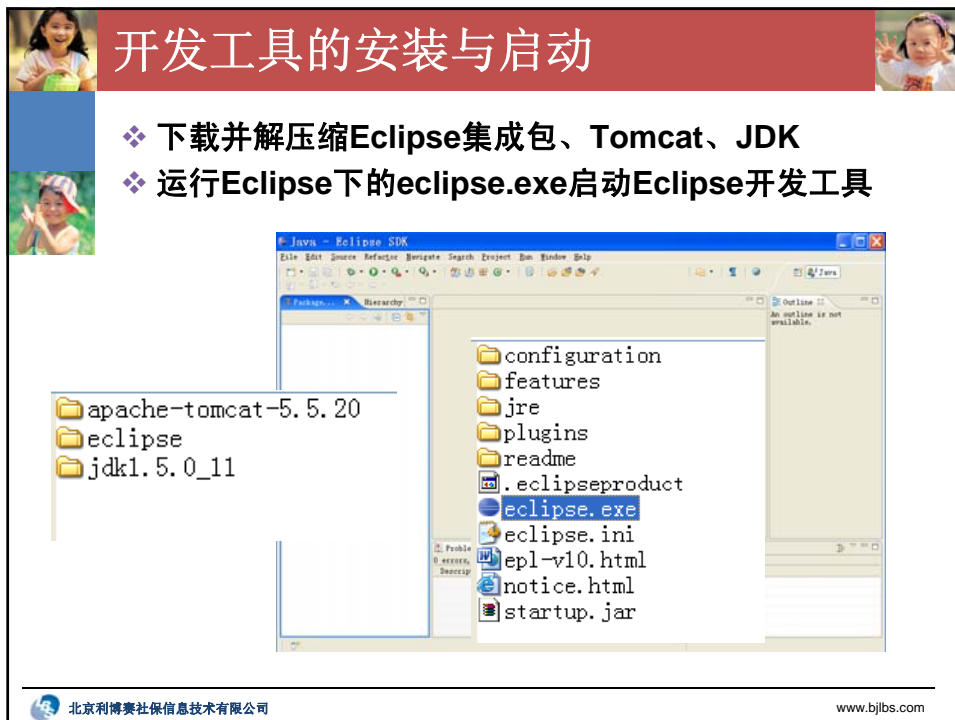 开发工具的安装与启动
下载并解压缩Eclipse集成包、Tomcat、JDK
运行Eclipse下的eclipse.exe启动Eclipse开发工具
Java - Eclipse SDK
File Edit Source Refactor Navigate Search Project Run Window Help
Java
Package... Hierarchy
Outline
An outline is not
available.
apache-tomcat-5.5.20
eclipse
jdk1.5.0_11
configuration
features
jre
plugins
readme
.eclipseproduct
eclipse.exe
eclipse.ini
epl-v10.html
notice.html
startup.jar
Proble
0 errors,
Descrip
北京利博赛社保信息技术有限公司
www.bjlbs.com